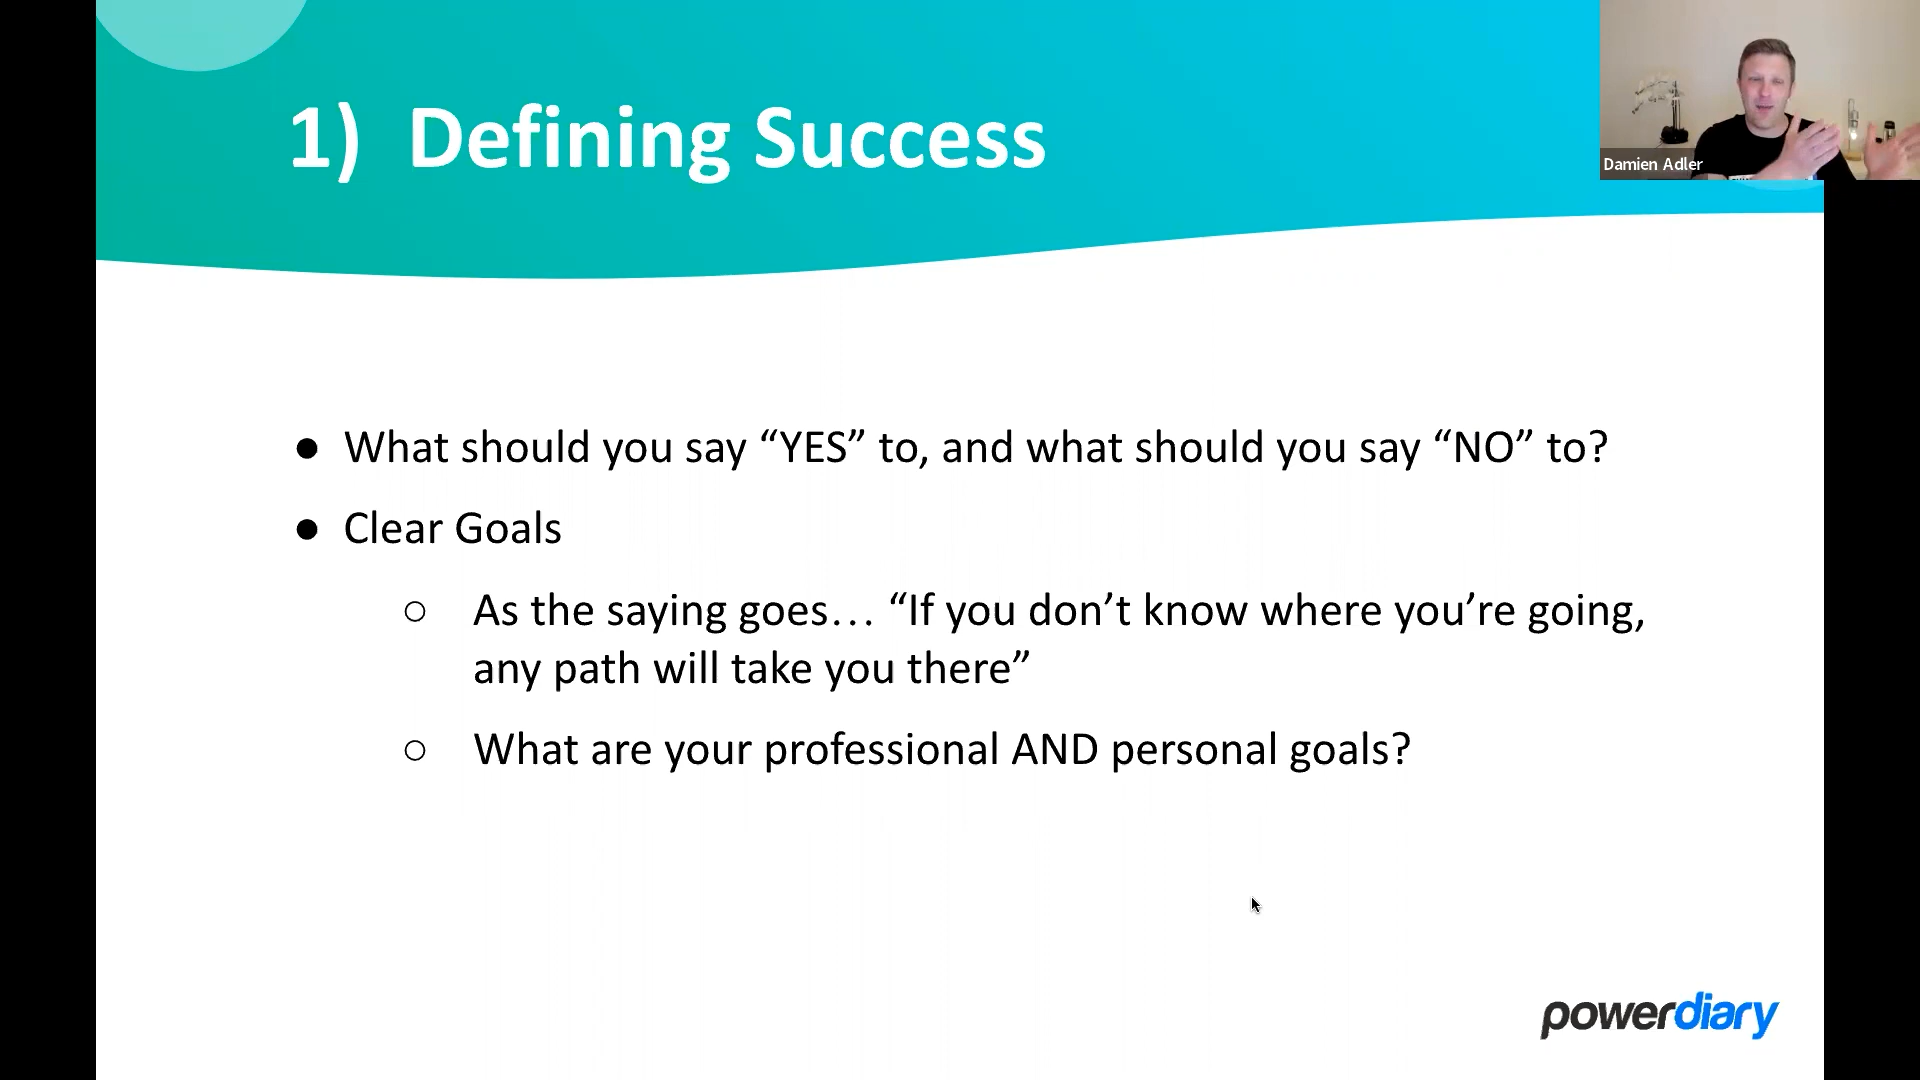 1) Defining Success
Damien Adler
● What should you say “YES” to, and what should you say “NO” to?
● Clear Goals
○ As the saying goes… “If you don’t know where you’re going,
any path will take you there”
○ What are your professional AND personal goals?
powerdiary